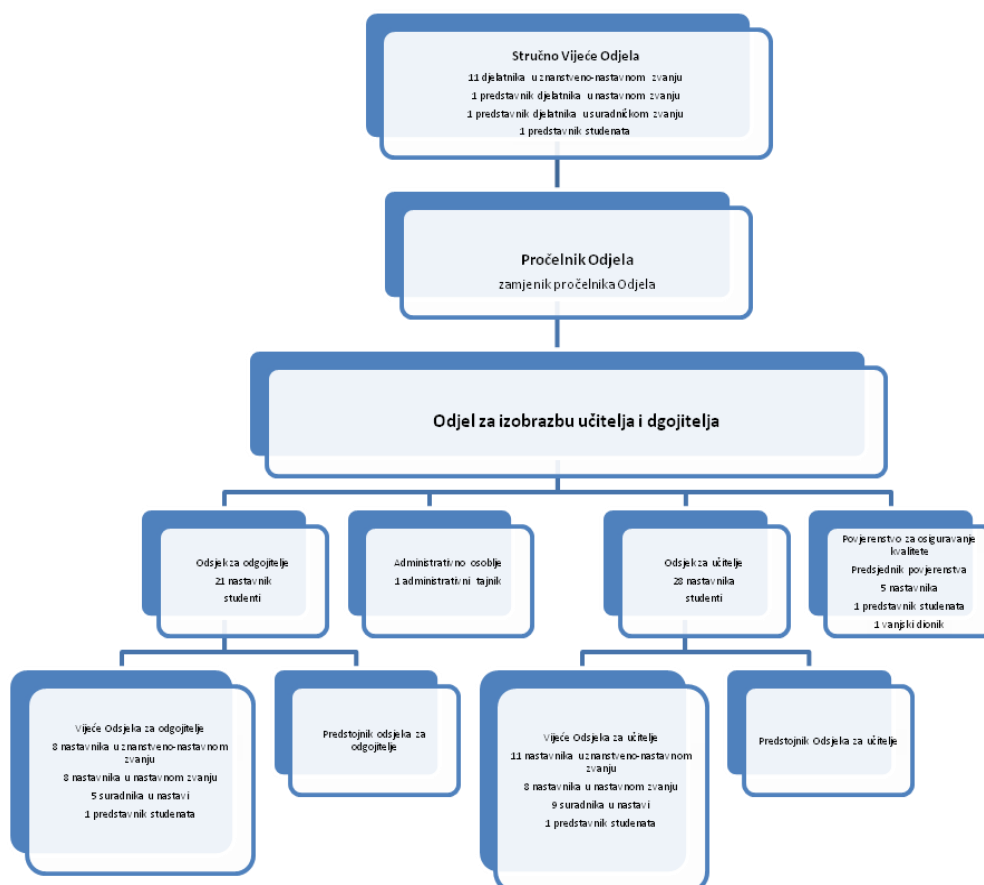 Stručno Vijeće Odjela
11 djelatnika u znanstveno-nastavnom zvanju
1 predstavnik djelatnika u nastavnom zvanju
1 predstavnik djelatnika u suradničkom zvanju
1 predstavnik studenata
Pročelnik Odjela
zamjenik pročelnika Odjela
Odjel za izobrazbu učitelja i dgojitelja
Odsjek za odgojitelje
21 nastavnik
studenti
Administrativno osoblje
1 administrativni tajnik
Odsjek za učitelje
28 nastavnika
studenti
Povjerenstvo za osiguravanje
kvalitete
Predsjednik povjerenstva
5 nastavnika
1 predstavnik studenata
1 vanjski dionik
Vijeće Odsjeka za odgojitelje
8 nastavnika u znanstveno-nastavnom
zvanju
8 nastavnika u nastavnom zvanju
5 suradnika u nastavi
1 predstavnik studenata
Predstojnik odsjeka za
odgojitelje
Vijeće Odsjeka za učitelje
11 nastavnika u znanstveno-nastavnom
zvanju
8 nastavnika u nastavnom zvanju
9 suradnika u nastavi
1 predstavnik studenata
Predstojnik Odsjeka za učitelje